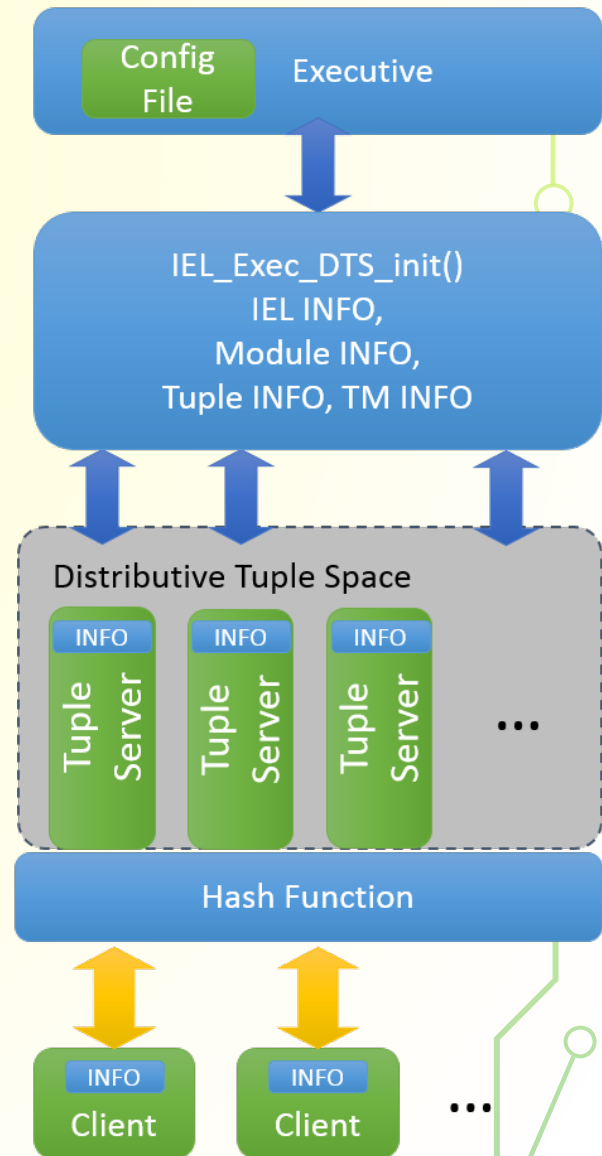 Config
File
Executive
IEL_Exec_DTS_init()
IEL INFO,
Module INFO,
Tuple INFO, TM INFO
Distributive Tuple Space
INFO
Tuple
Server
INFO
Tuple
Server
INFO
Tuple
Server
...
Hash Function
INFO
Client
INFO
Client
...